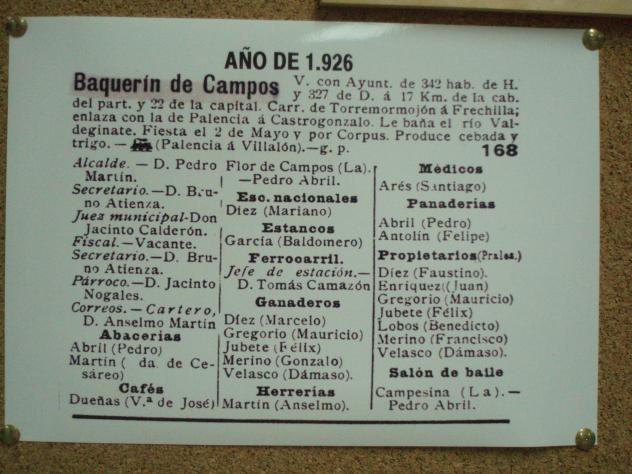 AÑO DE 1.926
Baquerín de Campos V. con Ayunt. de 342 hab. de H.
y 327 de D. á 17 Km. de la cab.
del part. y 22 de la capital. Carr. de Torremormojón á Frechilla;
enlaza con la de Palencia á Castrogonzalo. Le baña el río Val-
deginate. Fiesta el 2 de Mayo y por Corpus. Produce cebada y
trigo. — (Palencia á Villalón).—g. p. 168
Alcalde. — D. Pedro
Martín.
Secretario.—D. Bru-
no Atienza.
Juez municipal-Don
Jacinto Calderón.
Fiscal.—Vacante.
Secretario.—D. Bru-
no Atienza.
Párroco.—D. Jacinto
Nogales.
Correos. — Cartero,
D. Anselmo Martín
Abacerías
Abril (Pedro)
Martín ( da. de Ce-
sáreo)
Cafés
Dueñas (V.ª de José)
Flor de Campos (La).
—Pedro Abril.
Esc. nacionales
Díez (Mariano)
Estancos
García (Baldomero)
Ferrocarril.
Jefe de estación.—
D. Tomás Camazón
Ganaderos
Díez (Marcelo)
Gregorio (Mauricio)
Jubete (Félix)
Merino (Gonzalo)
Velasco (Dámaso).
Herrerías
Martín (Anselmo).
Médicos
Arés (Santiago)
Panaderías
Abril (Pedro)
Antolín (Felipe)
Propietarios (Prales.)
Díez (Faustino).
Enríquez (Juan)
Gregorio (Mauricio)
Jubete (Félix)
Lobos (Benedicto)
Merino (Francisco)
Velasco (Dámaso).
Salón de baile
Campesina (La).—
Pedro Abril.